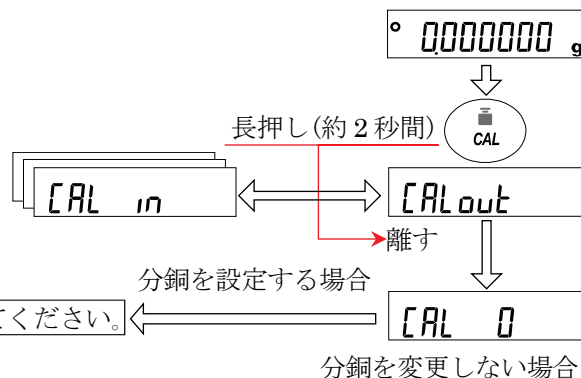 0.000000 g
長押し(約 2 秒間)
CAL
CAL in
CAL out
離す
分銅を設定する場合
てください。
CAL 0
分銅を変更しない場合